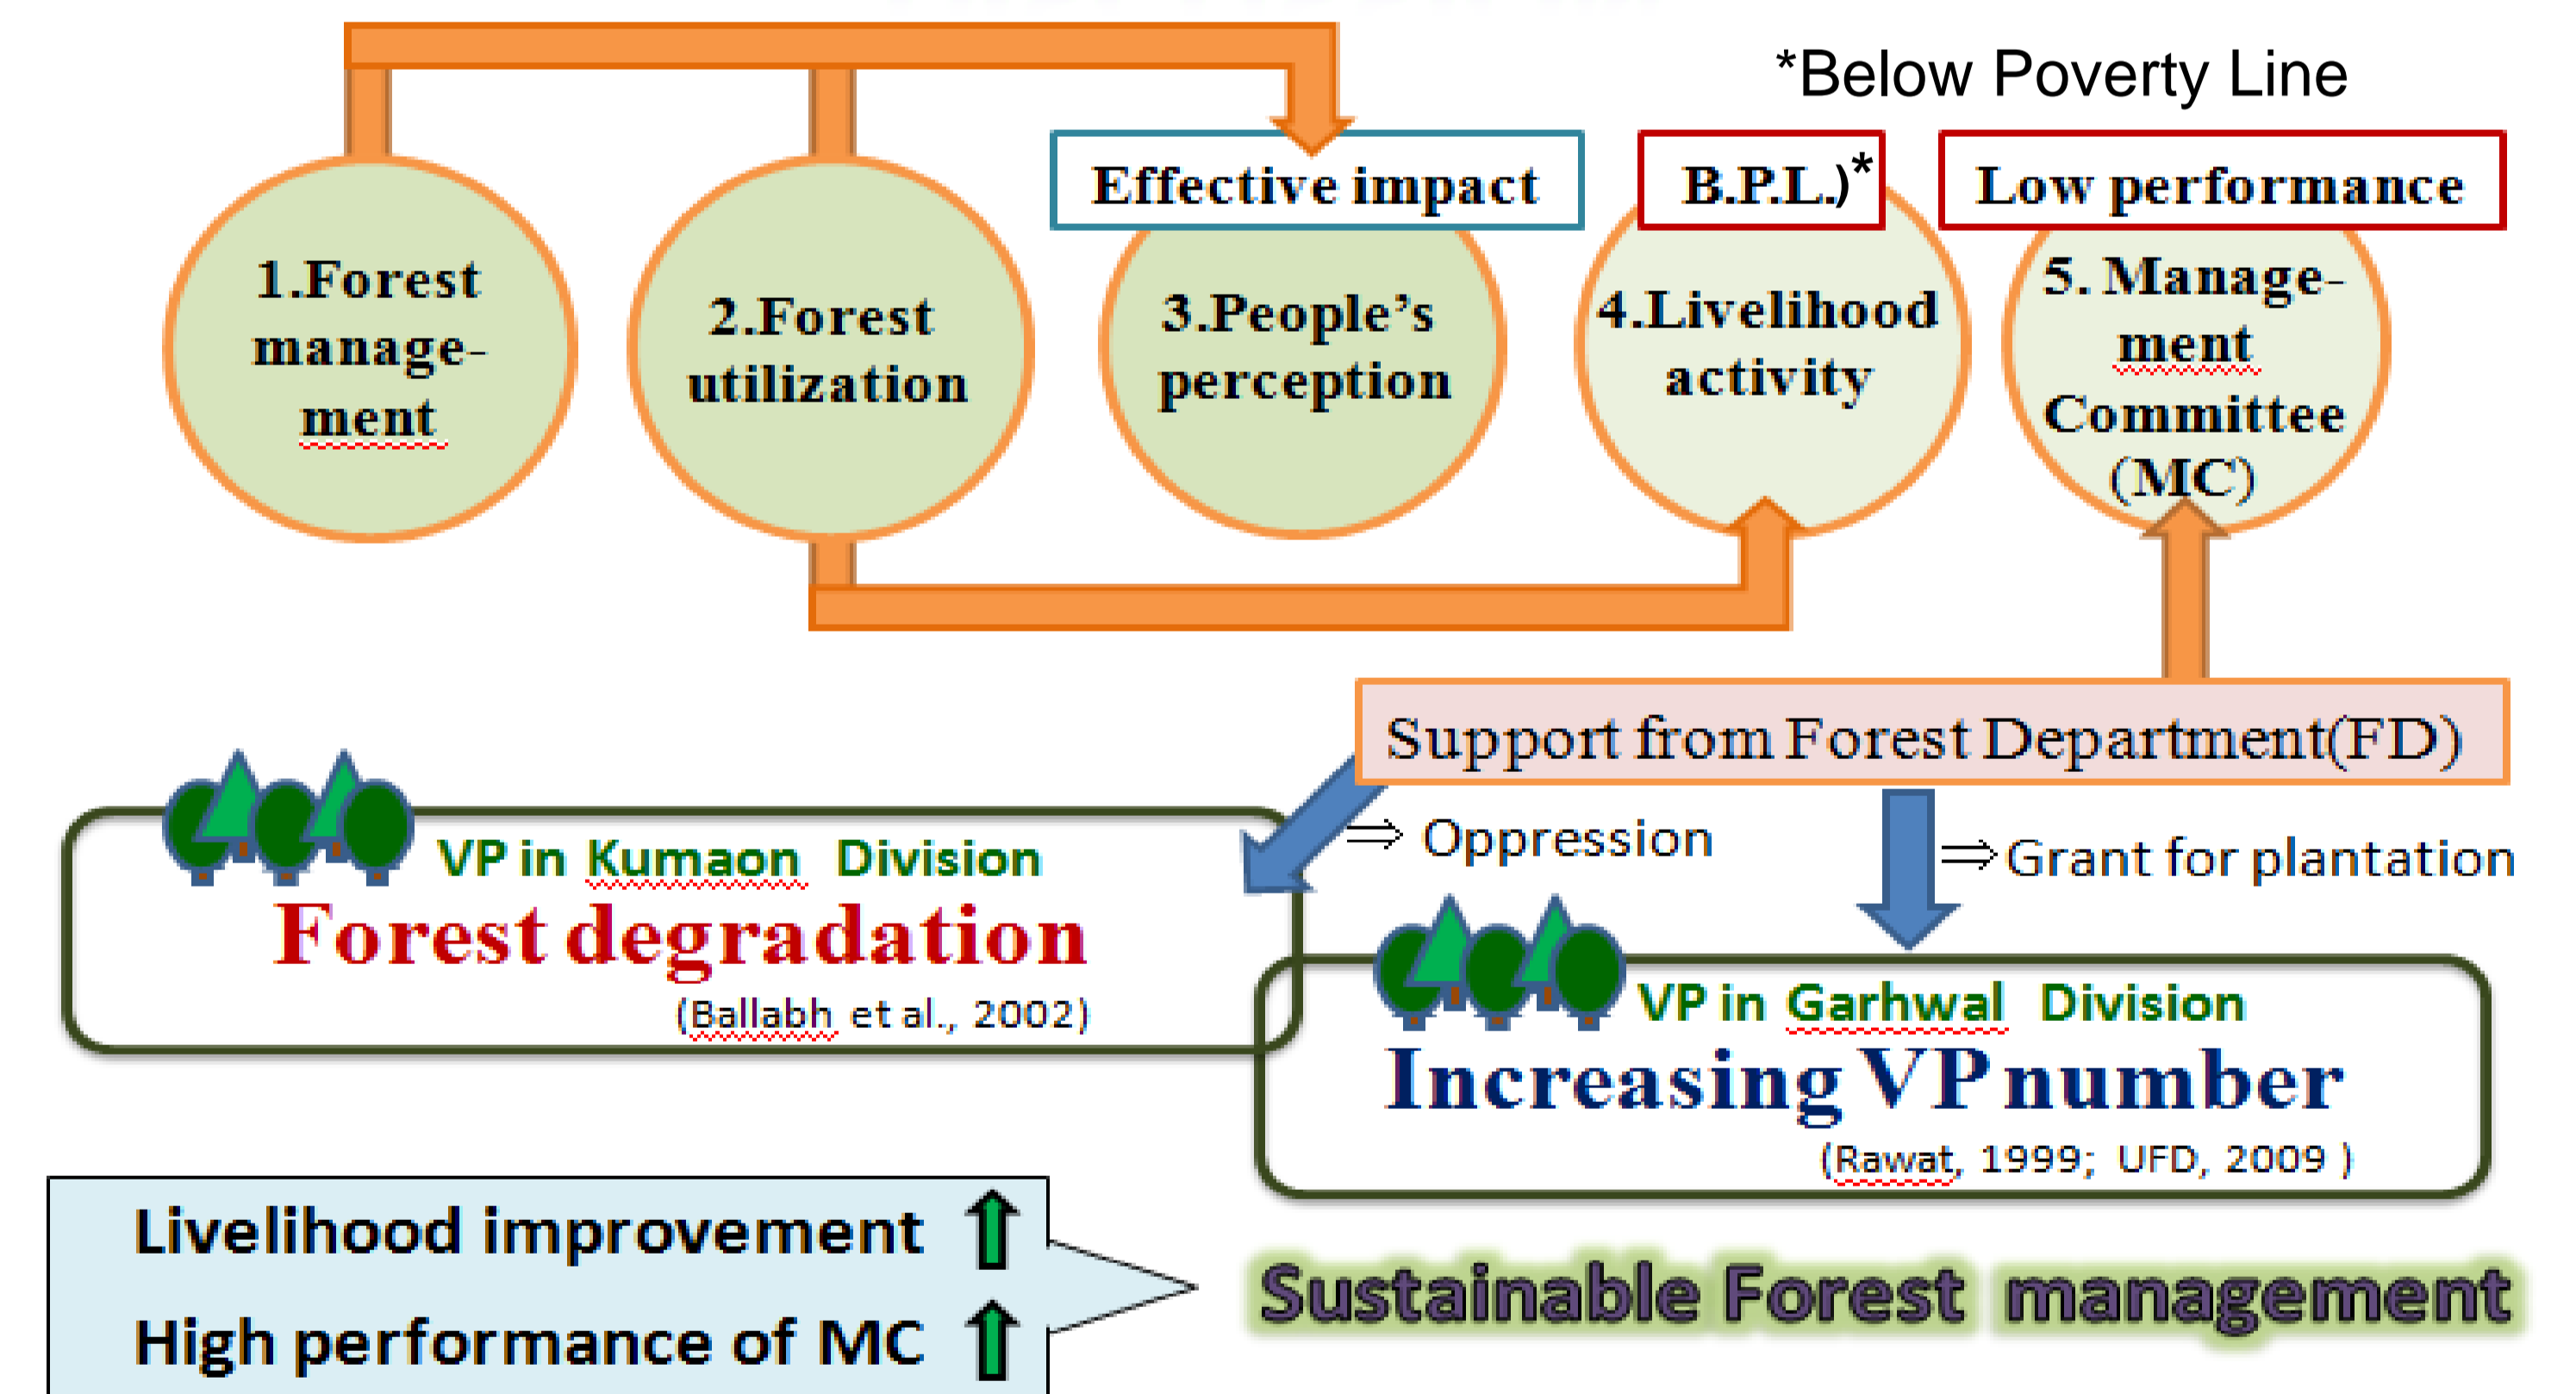 *Below Poverty Line
Effective impact
B.P.L.)*
Low performance
1.Forest
manage-
ment
2.Forest
utilization
3.People's
perception
4.Livelihood
activity
5. Manage-
ment
Committee
(MC)
Support from Forest Department(FD)
⇒ Oppression
⇒Grant for plantation
VP in Kumaon Division
Forest degradation
(Ballabh et al., 2002)
VP in Garhwal Division
Increasing VP number
(Rawat, 1999; UFD, 2009 )
Livelihood improvement
High performance of MC
Sustainable Forest management